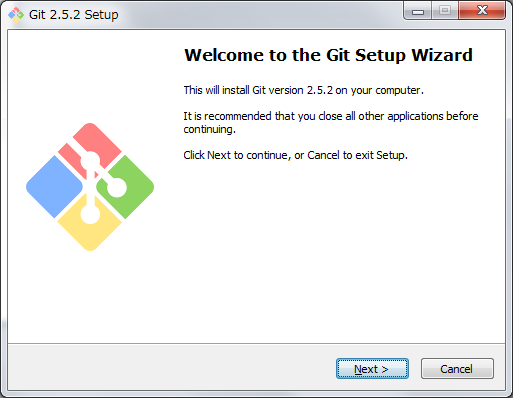 Git 2.5.2 Setup
Welcome to the Git Setup Wizard
This will install Git version 2.5.2 on your computer.
It is recommended that you close all other applications before
continuing.
Click Next to continue, or Cancel to exit Setup.
Next >
Cancel